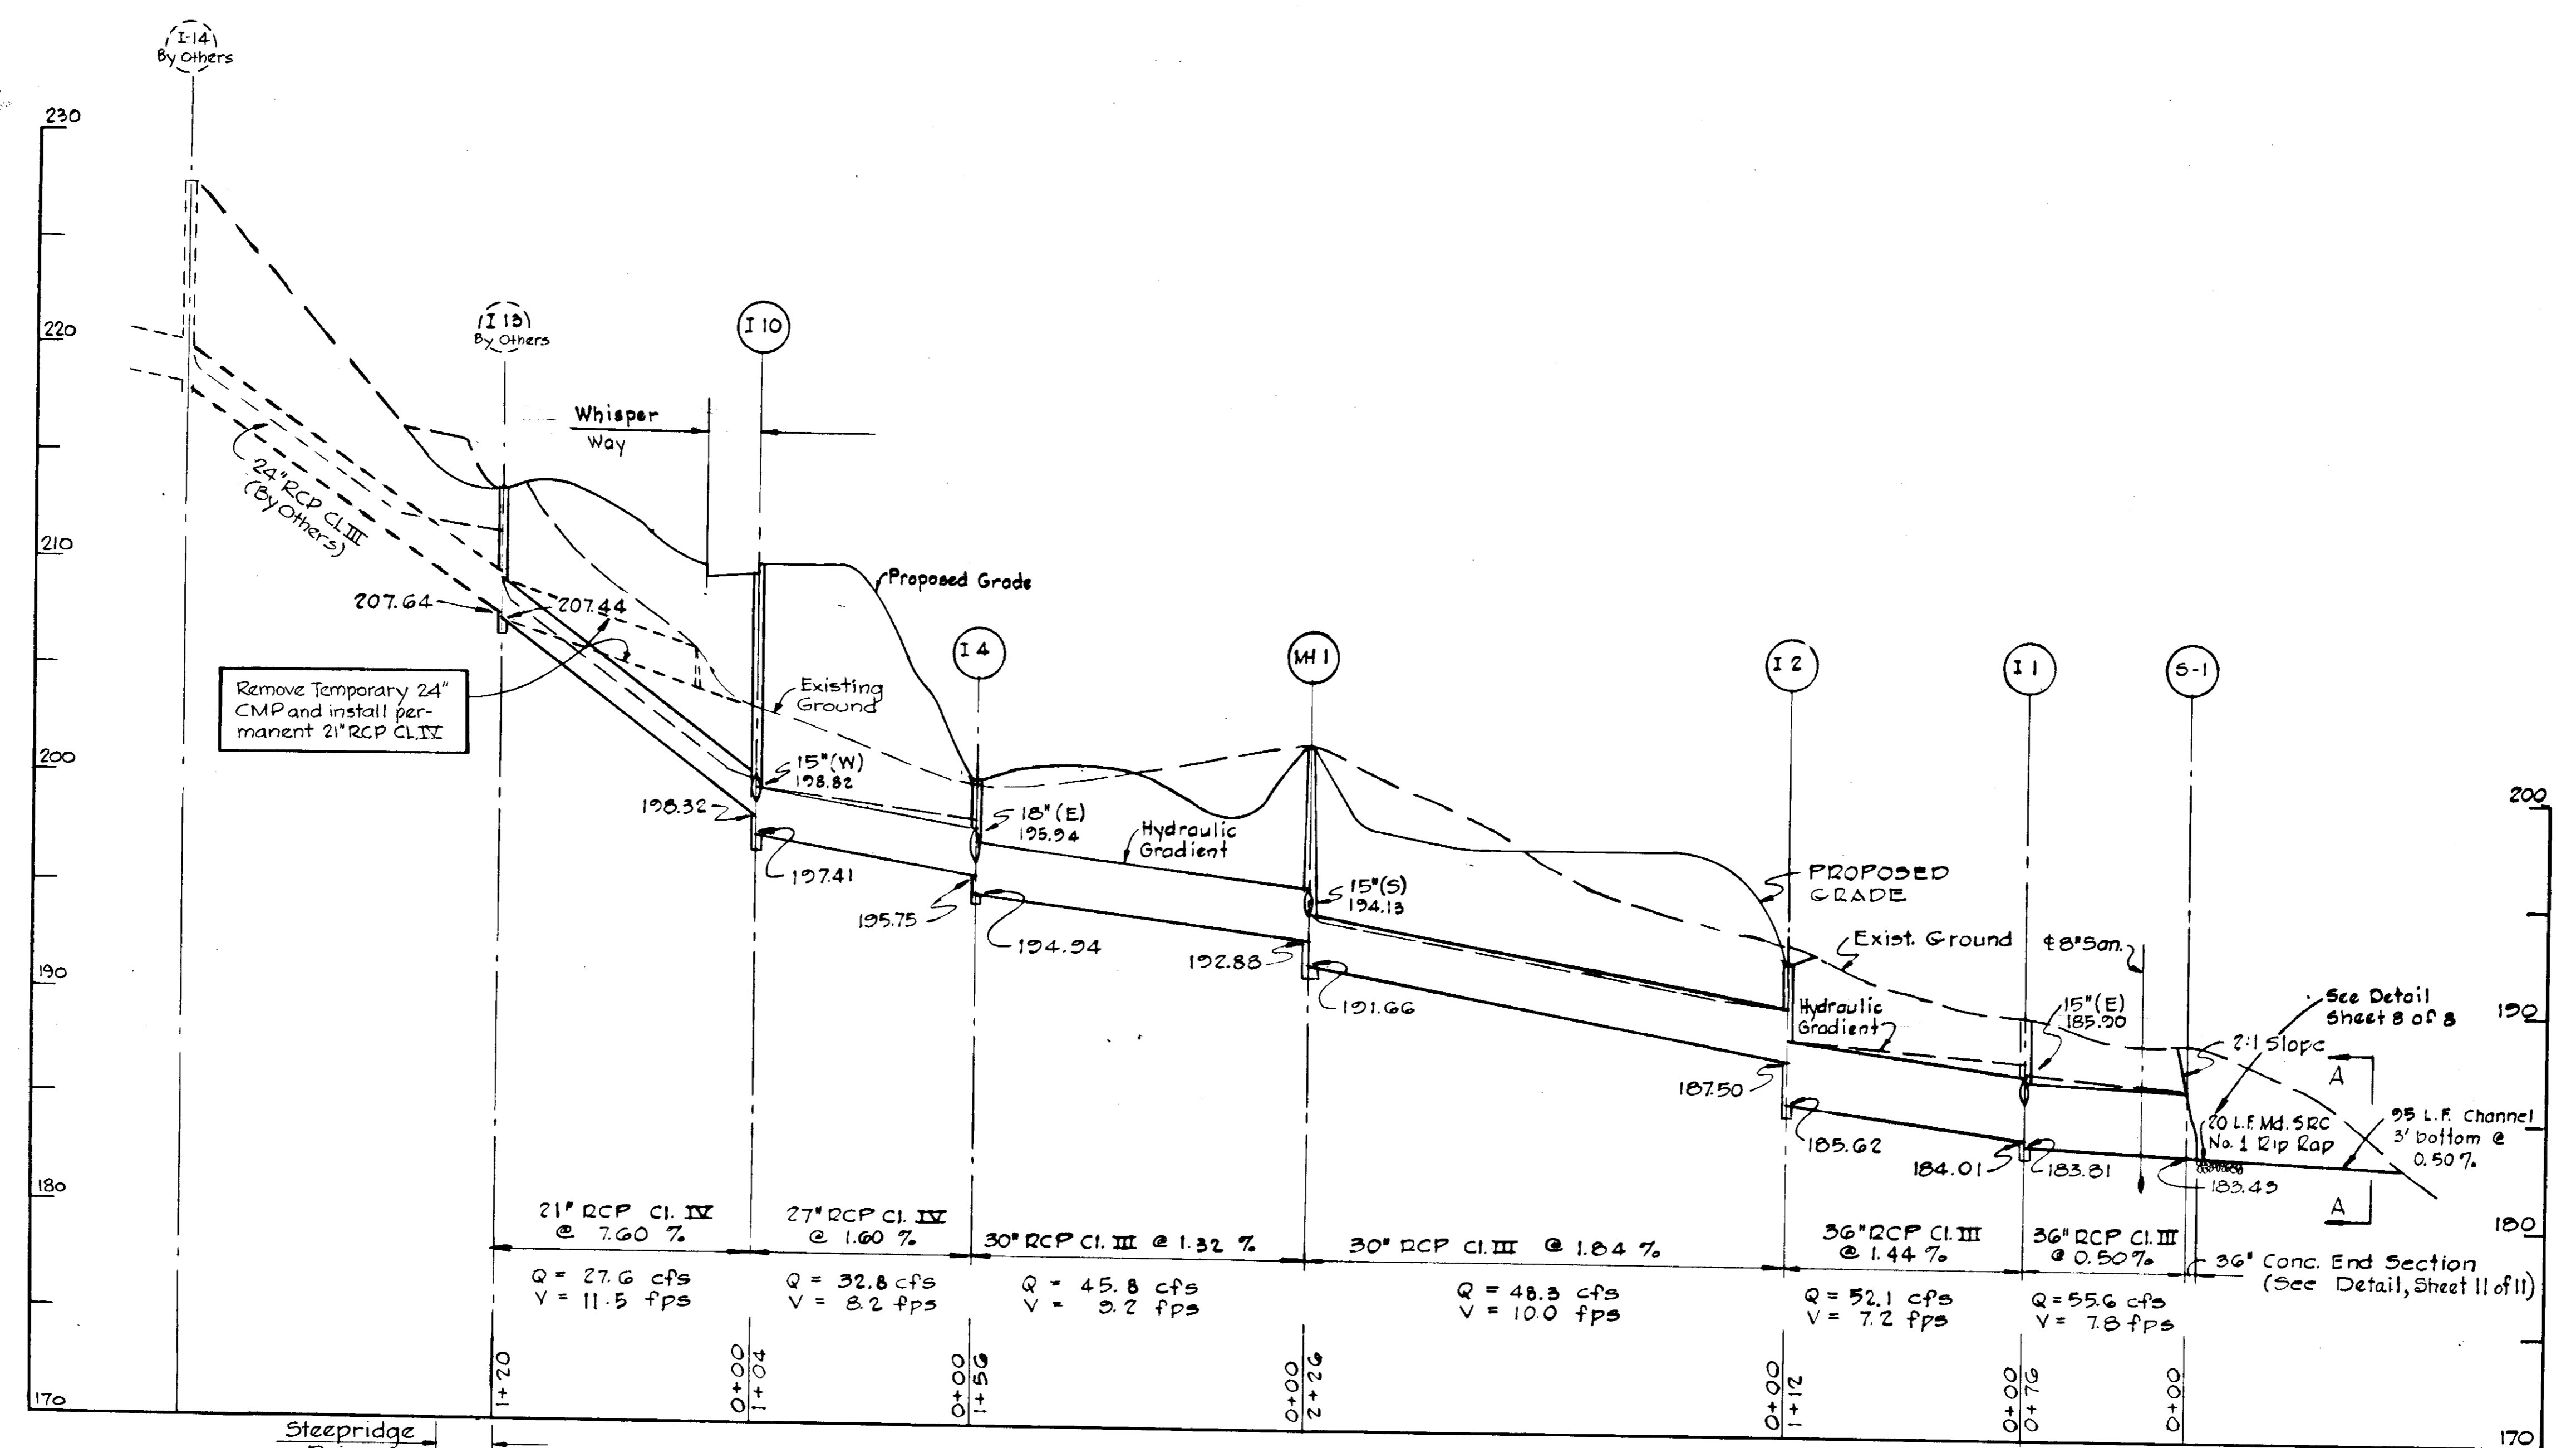 I-14
By Others
230
220
210
200
190
180
170
I 13
By Others
I 10
Whisper
Way
24" RCP CL III
(By Others)
207.64
207.44
Remove Temporary 24"
CMP and install per-
manent 21" RCP CL.IV
Proposed Grade
Existing
Ground
I 4
MH 1
I 2
I 1
S-1
15" (W)
198.82
198.32
197.41
18" (E)
195.94
195.75
194.94
Hydraulic
Gradient
15" (S)
194.13
192.88
191.66
PROPOSED
GRADE
Exist. Ground
8" San.
Hydraulic
Gradient
15" (E)
185.90
187.50
185.62
184.01
183.81
183.43
See Detail
Sheet 8 of 8
2:1 Slope
A
20 L.F. Md. SRC
No. 1 Rip Rap
95 L.F. Channel
3' bottom @
0.50%
A
200
190
180
170
21" RCP Cl. IV
@ 7.60 %
27" RCP Cl. IV
@ 1.60 %
30" RCP Cl. III @ 1.32 %
30" RCP Cl. III @ 1.84 %
36" RCP Cl. III
@ 1.44 %
36" RCP Cl. III
@ 0.50%
36" Conc. End Section
(See Detail, Sheet 11 of 11)
Q = 27.6 cfs
V = 11.5 fps
Q = 32.8 cfs
V = 8.2 fps
Q = 45.8 cfs
V = 9.2 fps
Q = 48.3 cfs
V = 10.0 fps
Q = 52.1 cfs
V = 7.2 fps
Q = 55.6 cfs
V = 7.8 fps
1+20
0+00
1+04
0+00
1+56
0+00
2+26
0+00
1+12
0+00
0+76
0+00
Steepridge